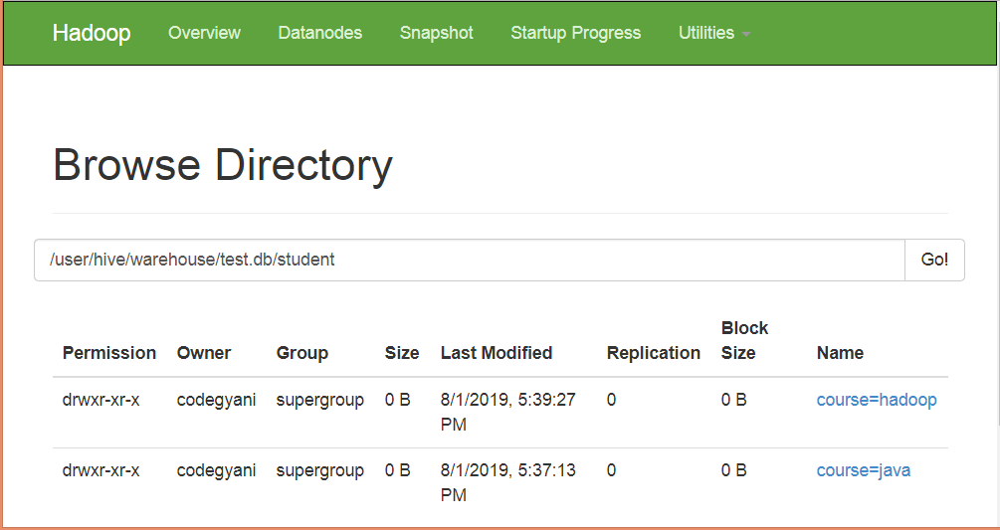 Hadoop Overview Datanodes Snapshot Startup Progress Utilities
Browse Directory
/user/hive/warehouse/test.db/student Go!
Permission Owner Group Size Last Modified Replication Block Size Name
drwxr-xr-x codegyani supergroup 0 B 8/1/2019, 5:39:27 PM 0 0 B course=hadoop
drwxr-xr-x codegyani supergroup 0 B 8/1/2019, 5:37:13 PM 0 0 B course=java